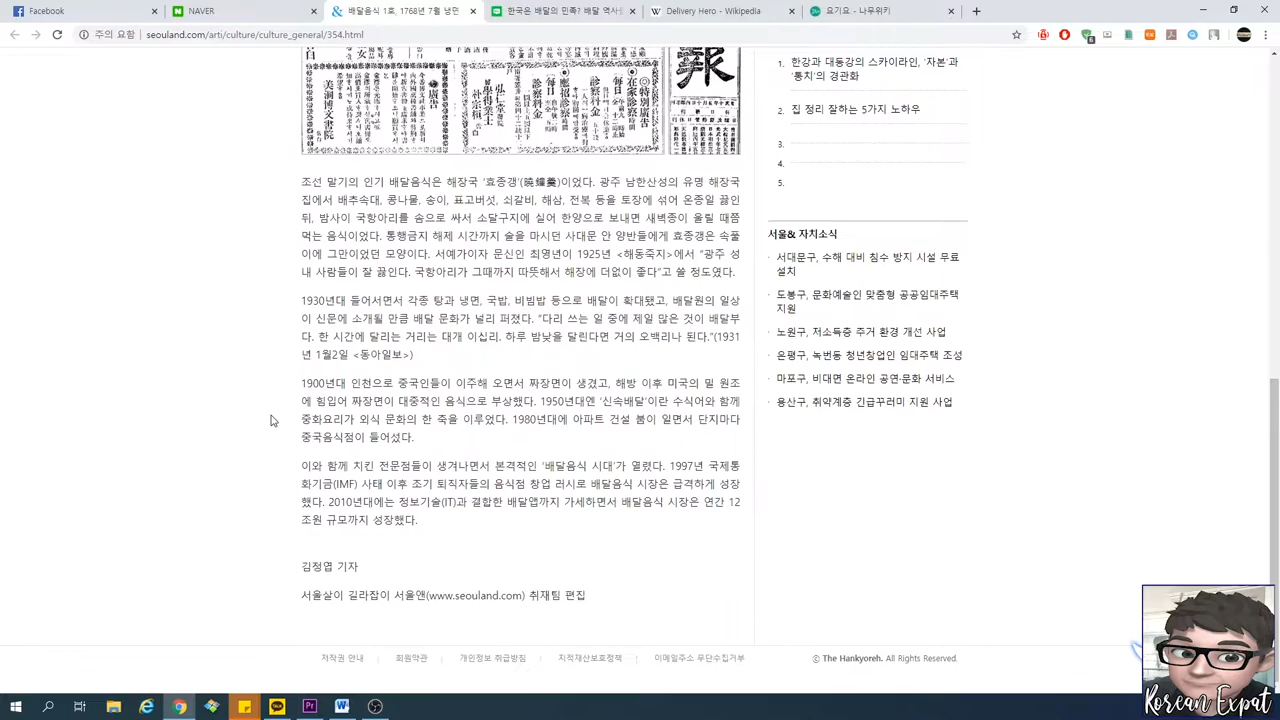 Facebook
NAVER
배달음식 1호, 1768년 7월 냉면
한국은 배달의 민족? 배달 역사
Delivery Hero - Wikipedia
요기요 - 나무위키
주의 요함 | seouland.com/arti/culture/culture_general/354.html
조선 말기의 인기 배달음식은 해장국 '효종갱'(曉鐘羹)이었다. 광주 남한산성의 유명 해장국
집에서 배추속대, 콩나물, 송이, 표고버섯, 쇠갈비, 해삼, 전복 등을 토장에 섞어 온종일 끓인
뒤, 밤사이 국항아리를 솜으로 싸서 소달구지에 실어 한양으로 보내면 새벽종이 울릴 때쯤
먹는 음식이었다. 통행금지 해제 시간까지 술을 마시던 사대문 안 양반들에게 효종갱은 속풀
이에 그만이었던 모양이다. 서예가이자 문신인 최영년이 1925년 <해동죽지>에서 "광주 성
내 사람들이 잘 끓인다. 국항아리가 그때까지 따뜻해서 해장에 더없이 좋다"고 쓸 정도였다.
1930년대 들어서면서 각종 탕과 냉면, 국밥, 비빔밥 등으로 배달이 확대됐고, 배달원의 일상
이 신문에 소개될 만큼 배달 문화가 널리 퍼졌다. "다리 쓰는 일 중에 제일 많은 것이 배달부
다. 한 시간에 달리는 거리는 대개 이십리. 하루 밤낮을 달린다면 거의 오백리나 된다."(1931
년 1월2일 <동아일보>)
1900년대 인천으로 중국인들이 이주해 오면서 짜장면이 생겼고, 해방 이후 미국의 밀 원조
에 힘입어 짜장면이 대중적인 음식으로 부상했다. 1950년대엔 '신속배달'이란 수식어와 함께
중화요리가 외식 문화의 한 축을 이루었다. 1980년대에 아파트 건설 붐이 일면서 단지마다
중국음식점이 들어섰다.
이와 함께 치킨 전문점들이 생겨나면서 본격적인 '배달음식 시대'가 열렸다. 1997년 국제통
화기금(IMF) 사태 이후 조기 퇴직자들의 음식점 창업 러시로 배달음식 시장은 급격하게 성장
했다. 2010년대에는 정보기술(IT)과 결합한 배달앱까지 가세하면서 배달음식 시장은 연간 12
조원 규모까지 성장했다.
김정엽 기자
서울살이 길라잡이 서울앤(www.seouland.com) 취재팀 편집
1. 한강과 대동강의 스카이라인, '자본'과
'통치'의 경관화
2. 집 정리 잘하는 5가지 노하우
3.
4.
5.
서울& 자치소식
· 서대문구, 수해 대비 침수 방지 시설 무료
설치
· 도봉구, 문화예술인 맞춤형 공공임대주택
지원
· 노원구, 저소득층 주거 환경 개선 사업
· 은평구, 녹번동 청년창업인 임대주택 조성
· 마포구, 비대면 온라인 공연·문화 서비스
· 용산구, 취약계층 긴급꾸러미 지원 사업
저작권 안내 | 회원약관 | 개인정보 취급방침 | 지적재산보호정책 | 이메일주소 무단수집거부
ⓒ The Hankyoreh. All Rights Reserved.
Korean Expat